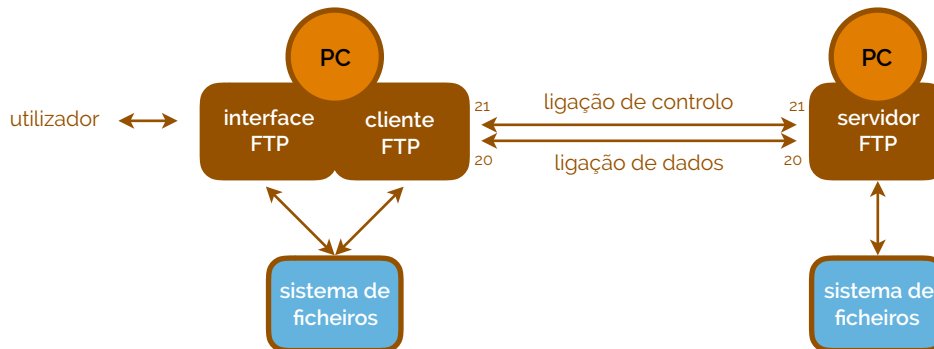 PC
PC
21
ligação de controlo
21
utilizador
interface
FTP
cliente
FTP
servidor
FTP
20
ligação de dados
20
sistema de
ficheiros
sistema de
ficheiros